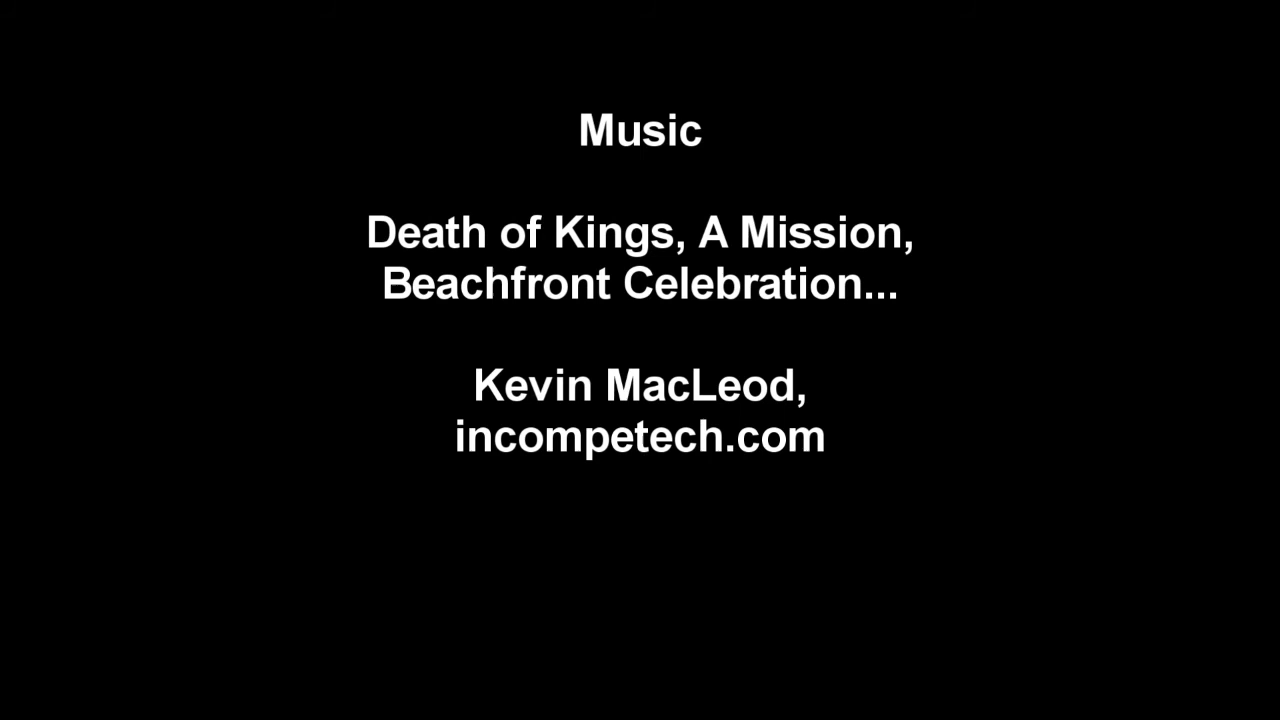 Music
Death of Kings, A Mission,
Beachfront Celebration...
Kevin MacLeod,
incompetech.com